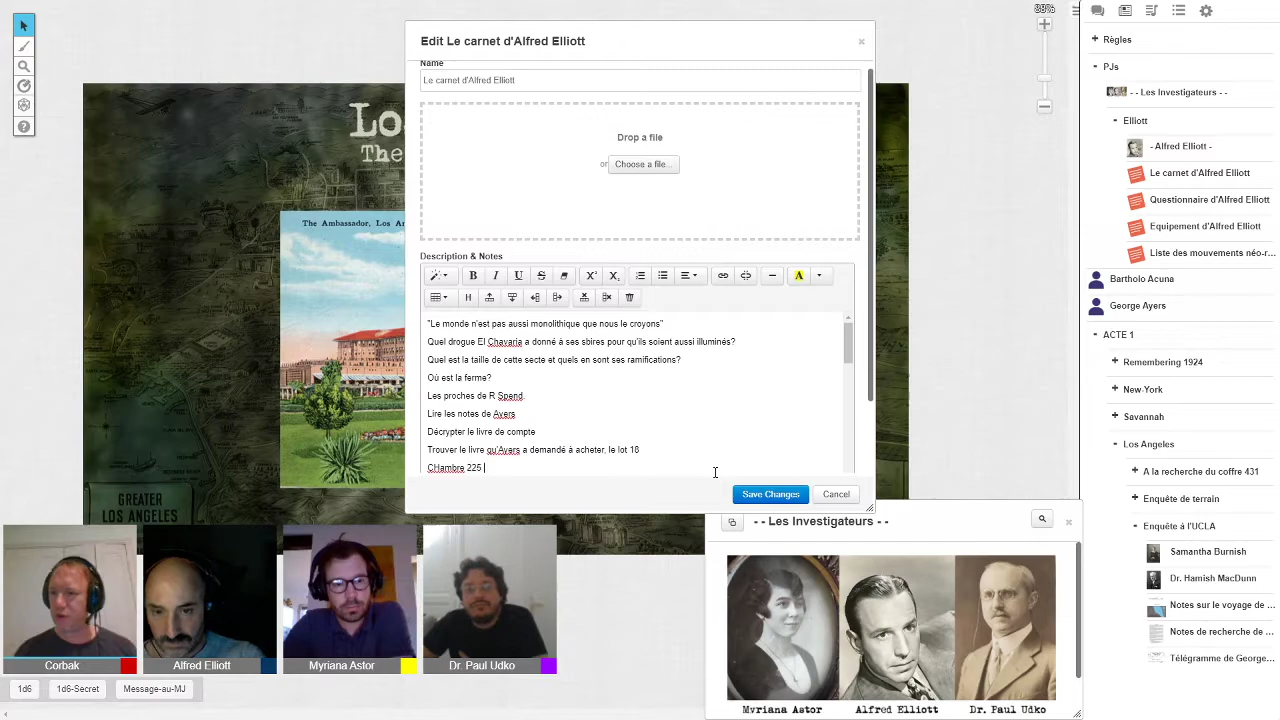 88%
Edit Le carnet d'Alfred Elliott
Name
Le carnet d'Alfred Elliott
Drop a file
or Choose a file...
Description & Notes
B I U S X² X₂ A
H
"Le monde n'est pas aussi monolithique que nous le croyons"
Quel drogue El Chavaria a donné à ses sbires pour qu'ils soient aussi illuminés?
Quel est la taille de cette secte et quels en sont ses ramifications?
Où est la ferme?
Les proches de R Spend.
Lire les notes de Ayers
Décrypter le livre de compte
Trouver le livre qu'Ayers a demandé à acheter, le lot 18
CHambre 225
Save Changes
Cancel
Lo
The
The Ambassador, Los A
GREATER
LOS ANGELES
Corbak
Alfred Elliott
Myriana Astor
Dr. Paul Udko
1d6
1d6-Secret
Message-au-MJ
- - Les Investigateurs - -
Myriana Astor
Alfred Elliott
Dr. Paul Udko
Règles
PJs
- - Les Investigateurs - -
Elliott
- Alfred Elliott -
Le carnet d'Alfred Elliott
Questionnaire d'Alfred Elliott
Equipement d'Alfred Elliott
Liste des mouvements néo-r...
Bartholo Acuna
George Ayers
ACTE 1
Remembering 1924
New-York
Savannah
Los Angeles
A la recherche du coffre 431
Enquête de terrain
Enquête à l'UCLA
Samantha Burnish
Dr. Hamish MacDunn
Notes sur le voyage de ...
Notes de recherche de ...
Télégramme de George...